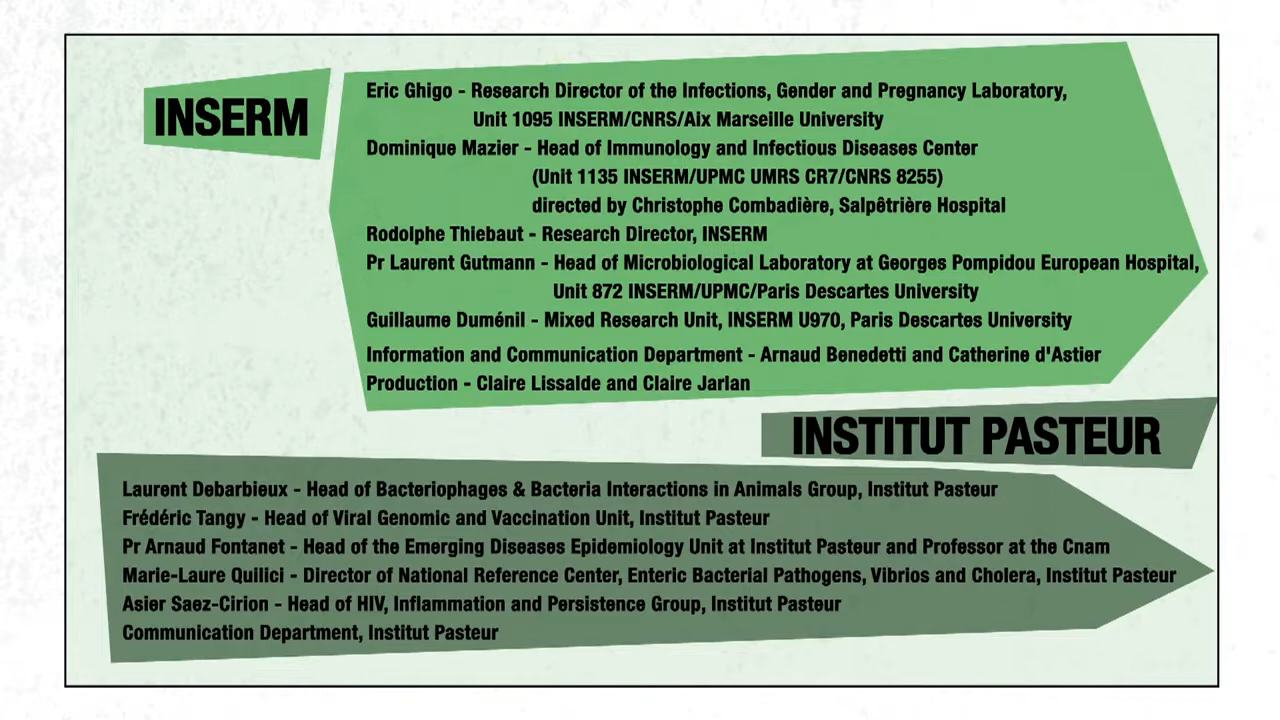 INSERM
Eric Ghigo - Research Director of the Infections, Gender and Pregnancy Laboratory,
Unit 1095 INSERM/CNRS/Aix Marseille University
Dominique Mazier - Head of Immunology and Infectious Diseases Center
(Unit 1135 INSERM/UPMC UMRS CR7/CNRS 8255)
directed by Christophe Combadière, Salpêtrière Hospital
Rodolphe Thiebaut - Research Director, INSERM
Pr Laurent Gutmann - Head of Microbiological Laboratory at Georges Pompidou European Hospital,
Unit 872 INSERM/UPMC/Paris Descartes University
Guillaume Duménil - Mixed Research Unit, INSERM U970, Paris Descartes University
Information and Communication Department - Arnaud Benedetti and Catherine d'Astier
Production - Claire Lissalde and Claire Jarlan
INSTITUT PASTEUR
Laurent Debarbieux - Head of Bacteriophages & Bacteria Interactions in Animals Group, Institut Pasteur
Frédéric Tangy - Head of Viral Genomic and Vaccination Unit, Institut Pasteur
Pr Arnaud Fontanet - Head of the Emerging Diseases Epidemiology Unit at Institut Pasteur and Professor at the Cnam
Marie-Laure Quilici - Director of National Reference Center, Enteric Bacterial Pathogens, Vibrios and Cholera, Institut Pasteur
Asier Saez-Cirion - Head of HIV, Inflammation and Persistence Group, Institut Pasteur
Communication Department, Institut Pasteur